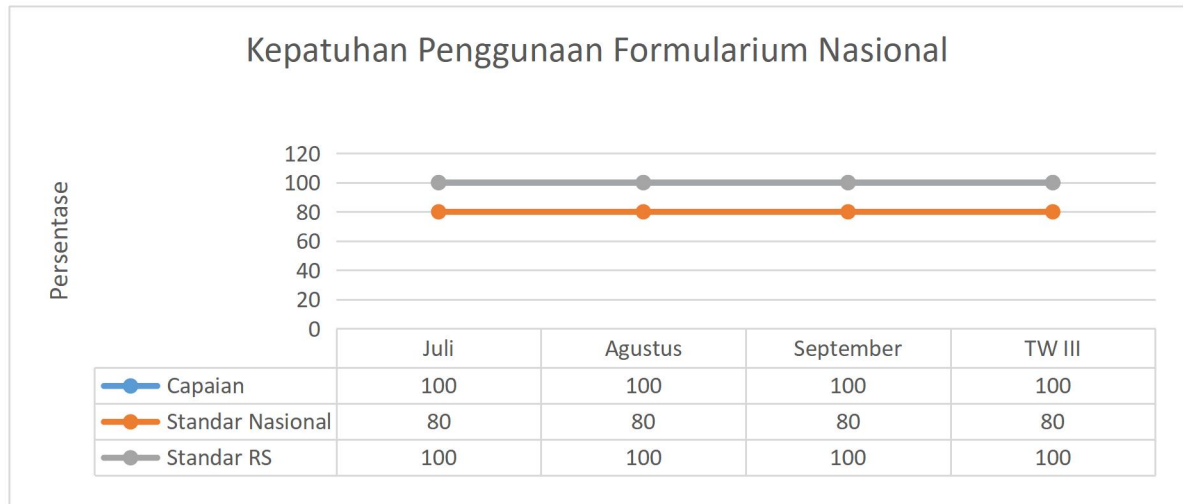 Kepatuhan Penggunaan Formularium Nasional
Persentase
120
100
80
60
40
20
0
Juli Agustus September TW III
Capaian 100 100 100 100
Standar Nasional 80 80 80 80
Standar RS 100 100 100 100